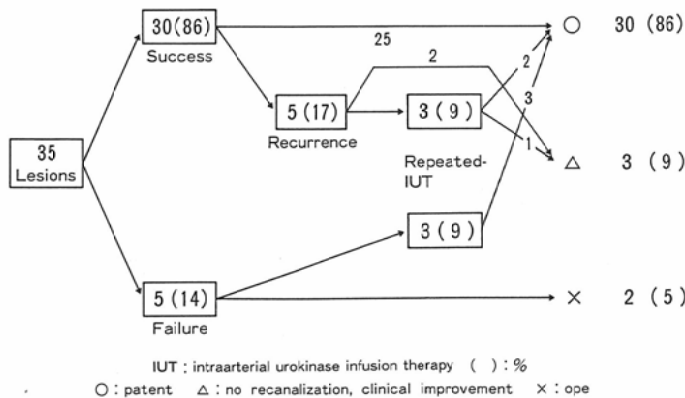 30(86)
Success
25
○ 30 (86)
2
2
3
5 (17)
Recurrence
3 (9)
Repeated-
IUT
1
△ 3 (9)
35
Lesions
3 (9)
5 (14)
Failure
× 2 (5)
IUT : intraarterial urokinase infusion therapy ( ) : %
○ : patent △ : no recanalization, clinical improvement × : ope